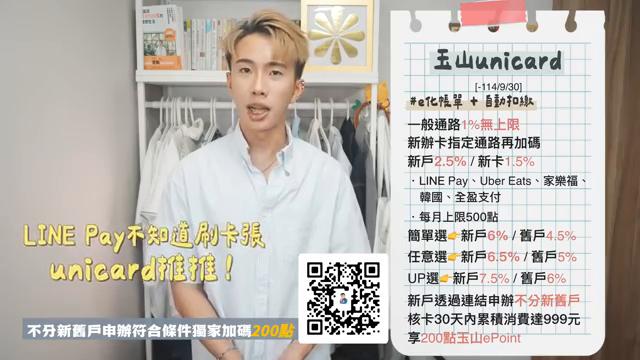 玉山unicard
[-114/9/30]
#e化帳單 + 自動扣繳
一般通路1%無上限
新辦卡指定通路再加碼
新戶2.5% / 新卡1.5%
·LINE Pay、Uber Eats、家樂福、
韓國、全盈支付
·每月上限500點
簡單選👉新戶6% / 舊戶4.5%
任意選👉新戶6.5% / 舊戶5%
UP選👉新戶7.5% / 舊戶6%
新戶透過連結申辦不分新舊戶
核卡30天內累積消費達999元
享200點玉山ePoint
LINE Pay不知道刷卡張
unicard推推！
不分新舊戶申辦符合條件獨家加碼200點